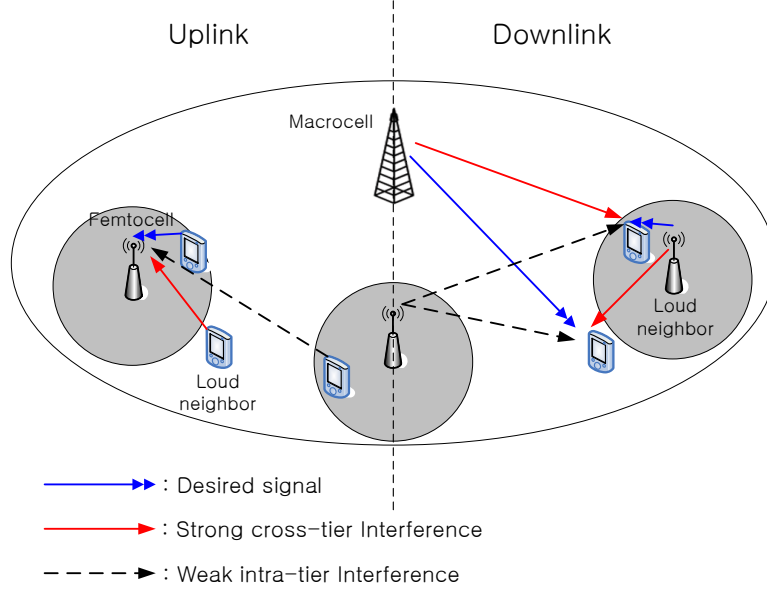 Uplink
Downlink
Macrocell
Femtocell
Loud
neighbor
Loud
neighbor
: Desired signal
: Strong cross-tier Interference
: Weak intra-tier Interference